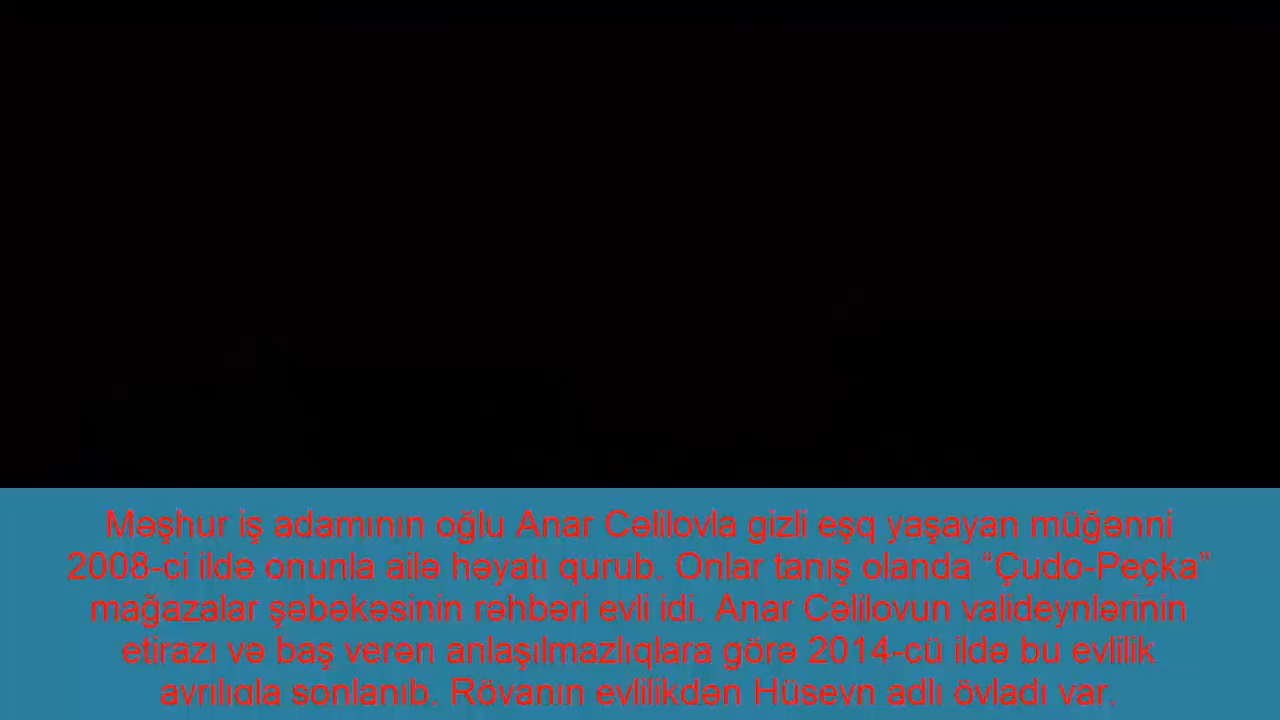 Məşhur iş adamının oğlu Anar Cəlilovla gizli eşq yaşayan müğənni
2008-ci ildə onunla ailə həyatı qurub. Onlar tanış olanda “Çudo-Peçka”
mağazalar şəbəkəsinin rəhbəri evli idi. Anar Cəlilovun valideynlərinin
etirazı və baş verən anlaşılmazlıqlara görə 2014-cü ildə bu evlilik
ayrılıqla sonlanıb. Röyanın evlilikdən Hüseyn adlı övladı var.